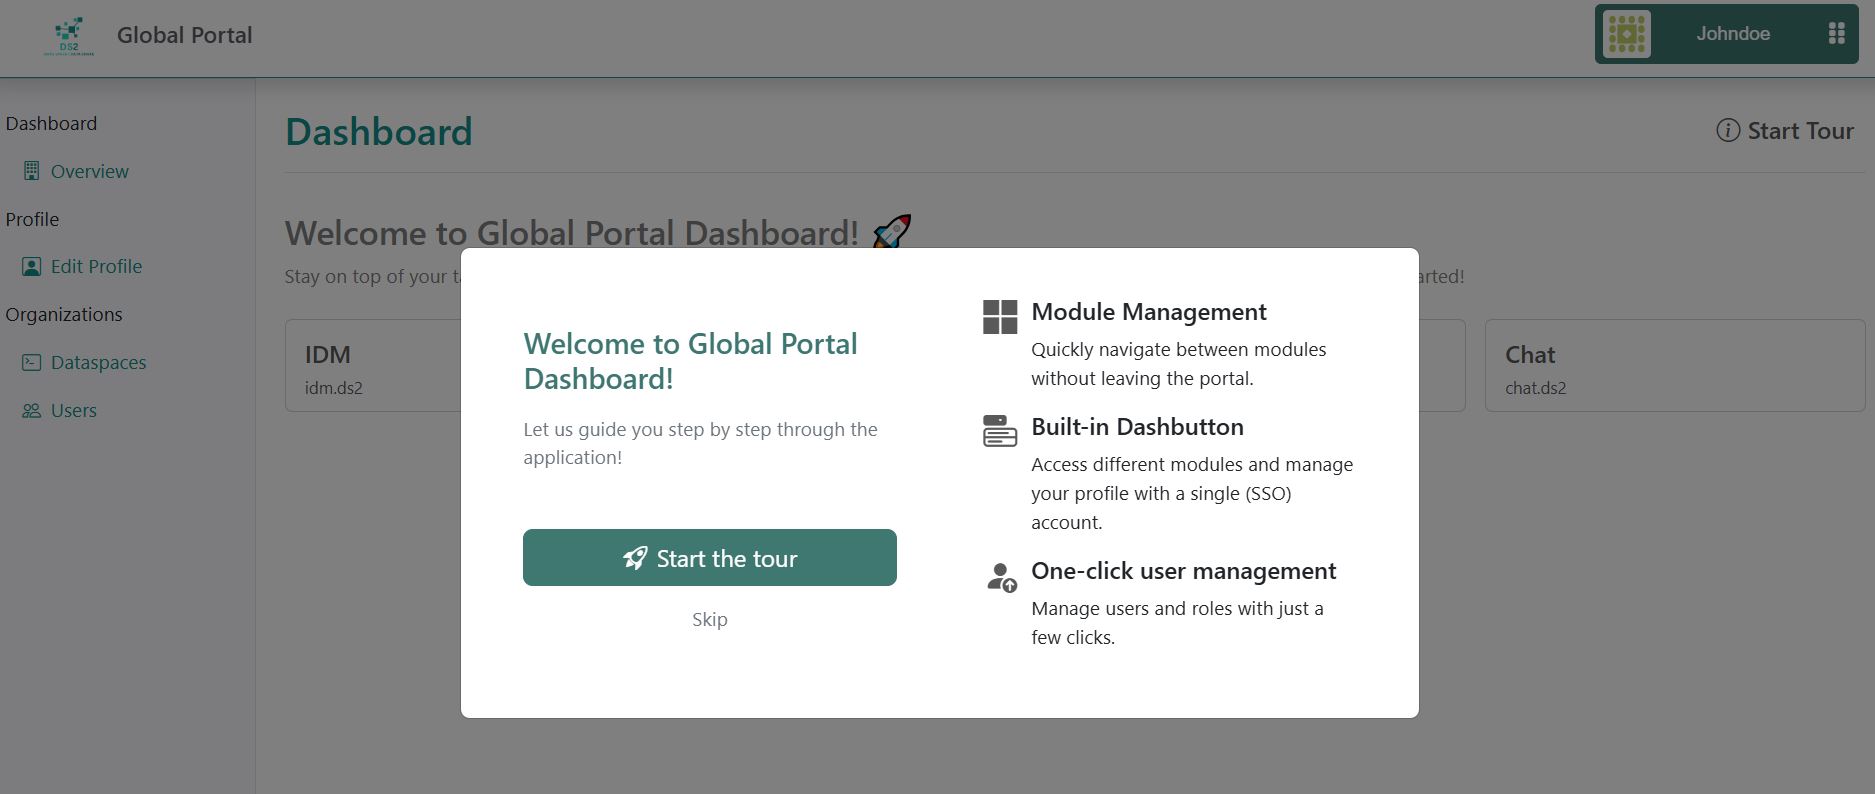 DS2
Global Portal
Johndoe
Dashboard
Overview
Profile
Edit Profile
Organizations
Dataspaces
Users
Dashboard
Start Tour
Welcome to Global Portal Dashboard! 🚀
Stay on top of your
arted!
IDM
idm.ds2
Chat
chat.ds2
Welcome to Global Portal
Dashboard!
Let us guide you step by step through the
application!
Start the tour
Skip
Module Management
Quickly navigate between modules
without leaving the portal.
Built-in Dashbutton
Access different modules and manage
your profile with a single (SSO)
account.
One-click user management
Manage users and roles with just a
few clicks.